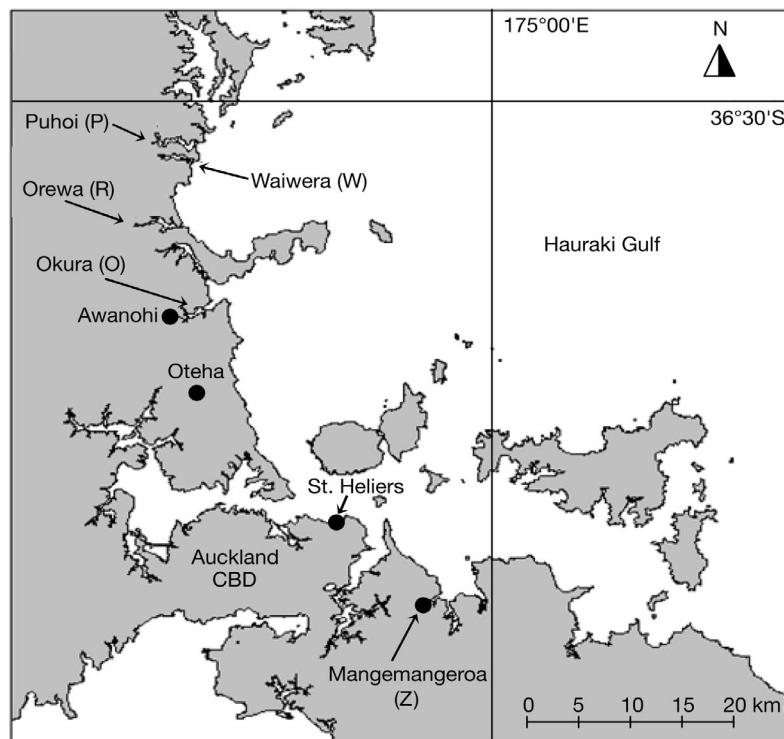 175°00'E
N
36°30'S
Puhoi (P)
Waiwera (W)
Orewa (R)
Hauraki Gulf
Okura (O)
Awanohi
Oteha
St. Heliers
Auckland
CBD
Mangemangeroa
(Z)
0 5 10 15 20 km